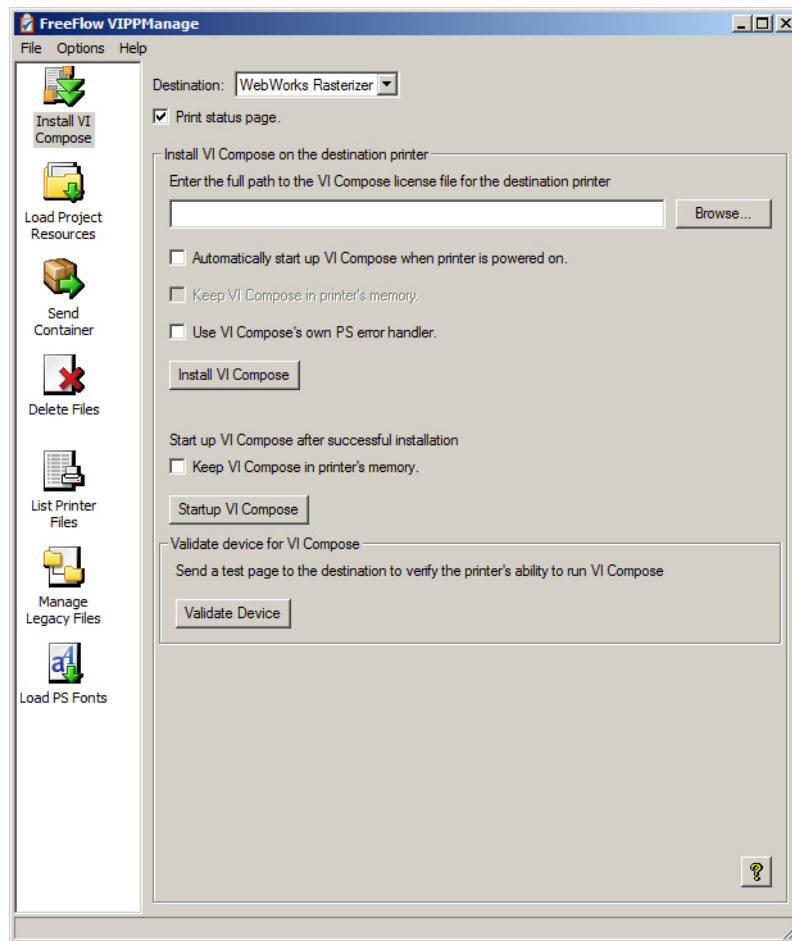 FreeFlow VIPPManage
File Options Help
Install VI
Compose
Load Project
Resources
Send
Container
Delete Files
List Printer
Files
Manage
Legacy Files
Load PS Fonts
Destination: WebWorks Rasterizer
Print status page.
Install VI Compose on the destination printer
Enter the full path to the VI Compose license file for the destination printer
Browse...
Automatically start up VI Compose when printer is powered on.
Keep VI Compose in printer's memory.
Use VI Compose's own PS error handler.
Install VI Compose
Start up VI Compose after successful installation
Keep VI Compose in printer's memory.
Startup VI Compose
Validate device for VI Compose
Send a test page to the destination to verify the printer's ability to run VI Compose
Validate Device
?